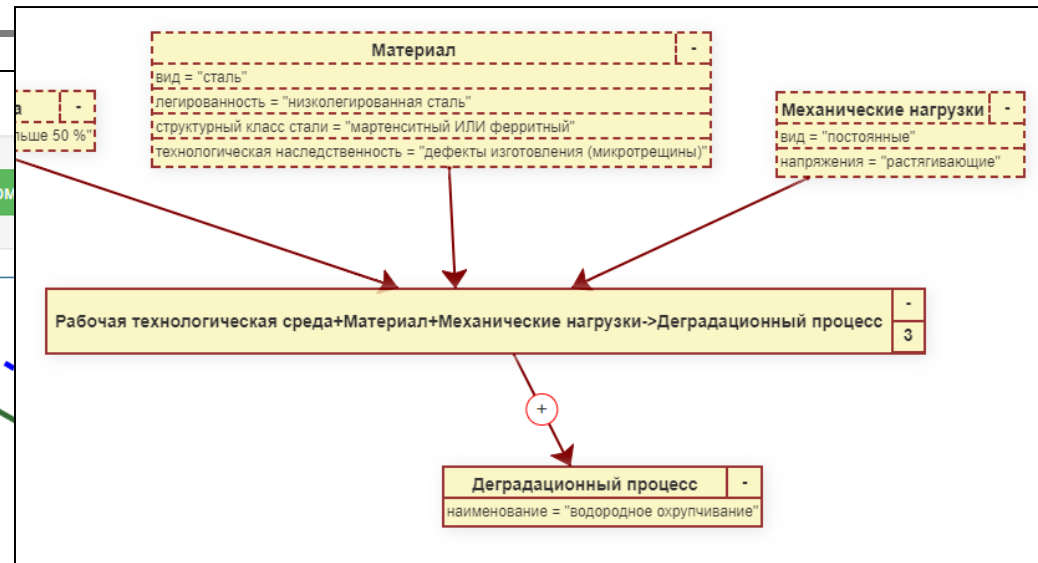 Материал -
вид = "сталь"
легированность = "низколегированная сталь"
структурный класс стали = "мартенситный ИЛИ ферритный"
технологическая наследственность = "дефекты изготовления (микротрещины)"
а -
льше 50 %"
Механические нагрузки -
вид = "постоянные"
напряжения = "растягивающие"
ом
Рабочая технологическая среда+Материал+Механические нагрузки->Деградационный процесс -
3
+
Деградационный процесс -
наименование = "водородное охрупчивание"